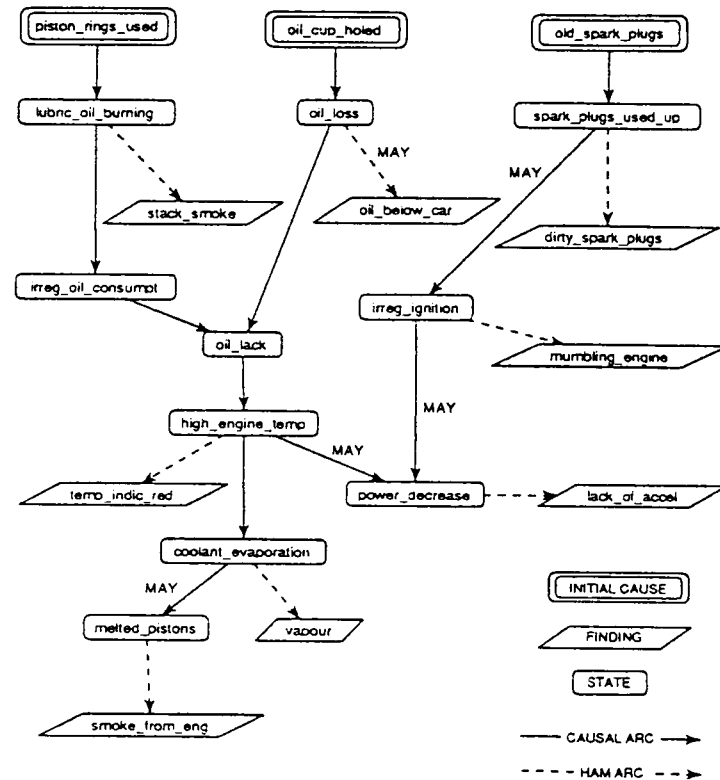 piston_rings_used
oil_cup_holed
old_spark_plugs
lubric_oil_burning
oil_loss
spark_plugs_used_up
MAY
MAY
stack_smoke
oil_below_car
dirty_spark_plugs
irreg_oil_consumpt
irreg_ignition
oil_lack
mumbling_engine
MAY
high_engine_temp
MAY
temp_indic_red
power_decrease
lack_of_accel
coolant_evaporation
MAY
INITIAL CAUSE
melted_pistons
vapour
FINDING
STATE
smoke_from_eng
CAUSAL ARC
HAM ARC